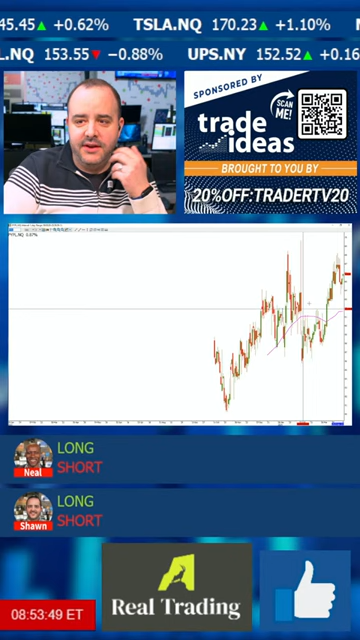 45.45▲ +0.62% TSLA.NQ 170.23▲ +1.10%
L.NQ 153.55▼ −0.88% UPS.NY 152.52▲ +0.16
SPONSORED BY
SCAN ME!
trade ideas
BROUGHT TO YOU BY
20%OFF:TRADERTV20
LONG
SHORT
Neal
LONG
SHORT
Shawn
08:53:49 ET
Real Trading